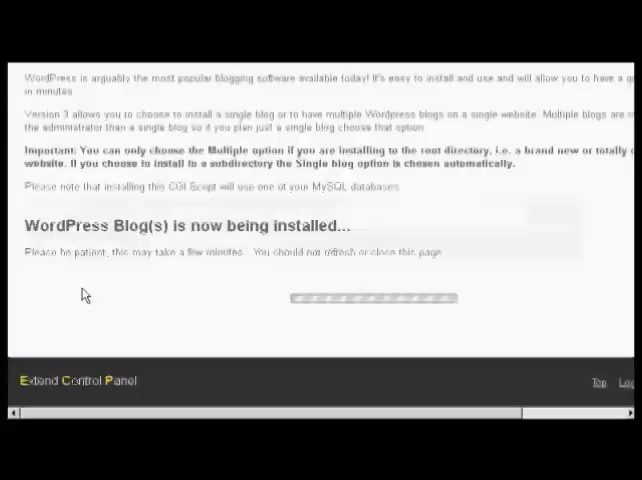 WordPress is arguably the most popular blogging software available today! It's easy to install and use and will allow you to have a
in minutes
Version 3 allows you to choose to install a single blog or to have multiple Wordpress blogs on a single website. Multiple blogs are
the administrator than a single blog so if you plan just a single blog choose that option
Important: You can only choose the Multiple option if you are installing to the root directory, i.e. a brand new or totally
website. If you choose to install to a subdirectory the Single blog option is chosen automatically.
Please note that installing this CGI Script will use one of your MySQL databases.
WordPress Blog(s) is now being installed...
Please be patient, this may take a few minutes. You should not refresh or close this page
Extend Control Panel
Top